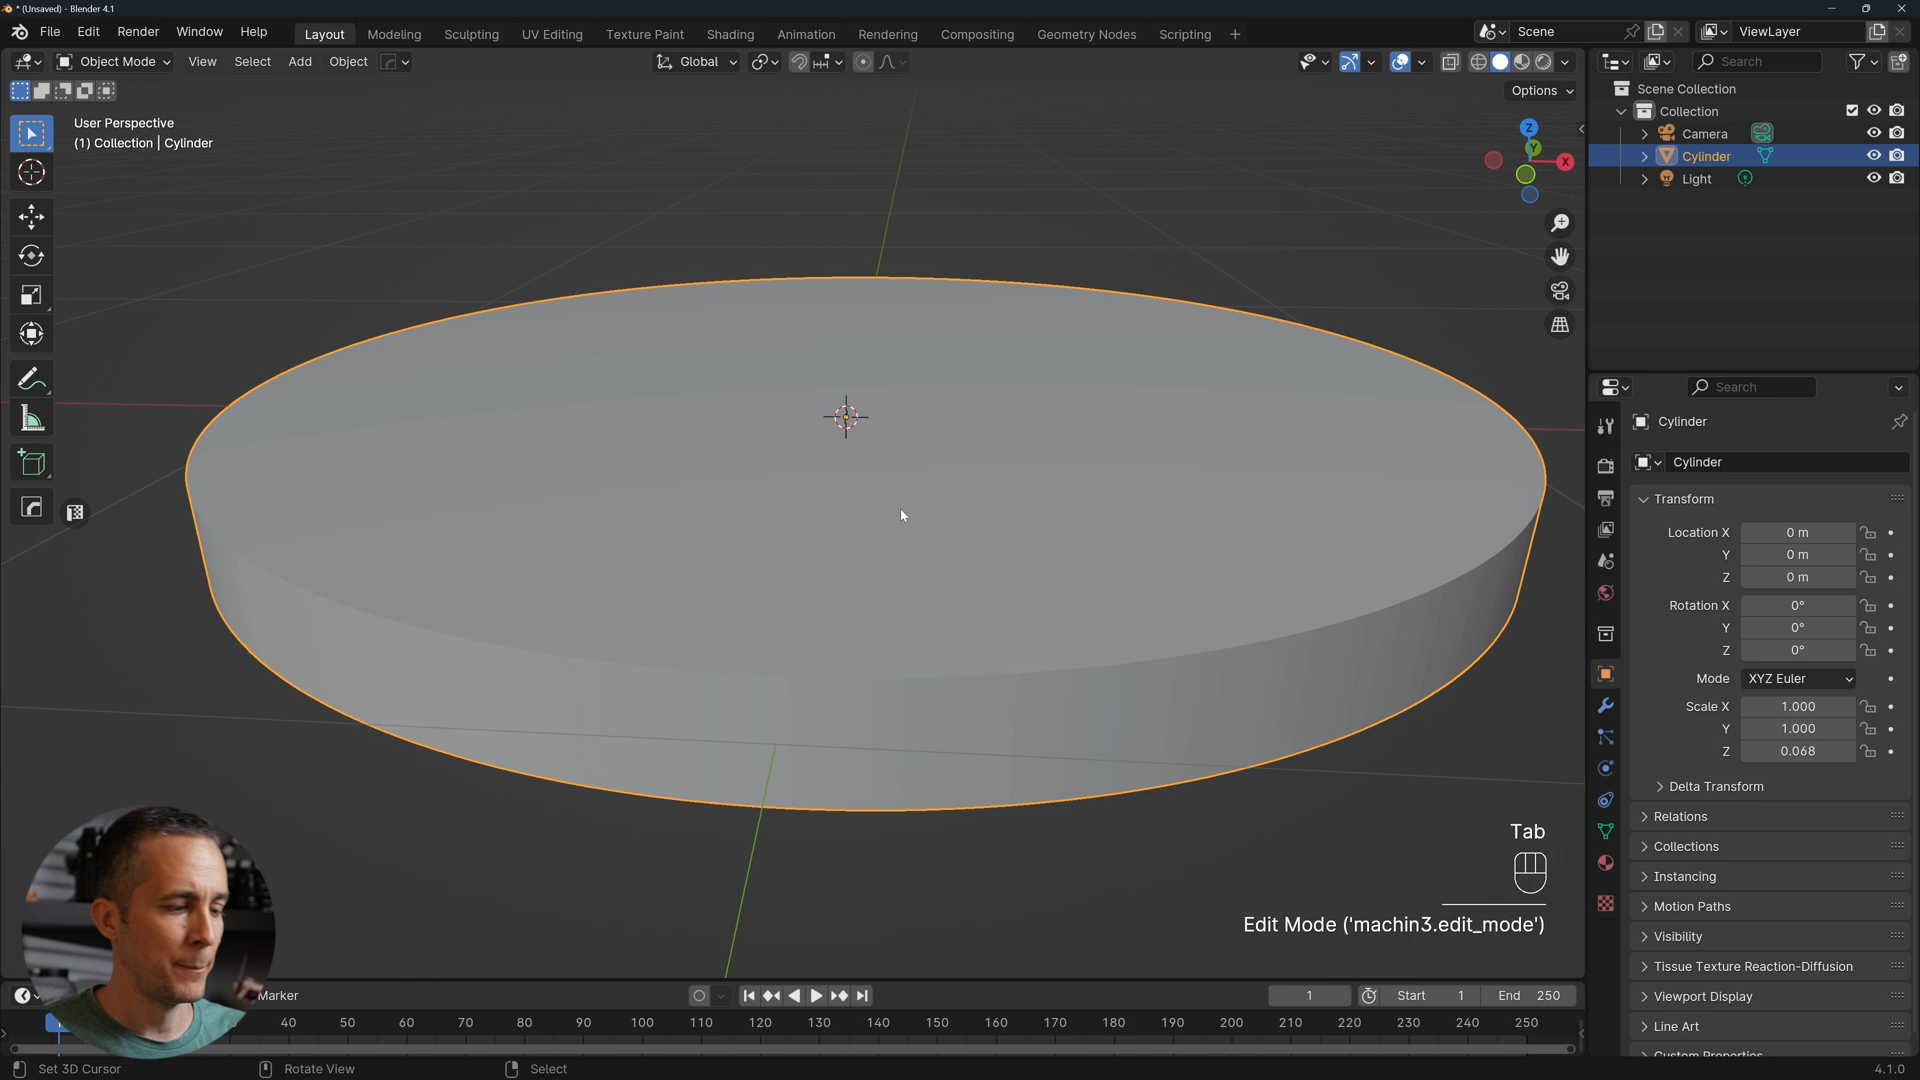 * (Unsaved) - Blender 4.1
File Edit Render Window Help Layout Modeling Sculpting UV Editing Texture Paint Shading Animation Rendering Compositing Geometry Nodes Scripting + Scene ViewLayer
Object Mode View Select Add Object Global Search
Options
User Perspective
(1) Collection | Cylinder
Z
Y
X
Scene Collection
Collection
Camera
Cylinder
Light
Search
Cylinder
Cylinder
Transform
Location X 0 m
Y 0 m
Z 0 m
Rotation X 0°
Y 0°
Z 0°
Mode XYZ Euler
Scale X 1.000
Y 1.000
Z 0.068
Delta Transform
Relations
Collections
Instancing
Motion Paths
Visibility
Tissue Texture Reaction-Diffusion
Viewport Display
Line Art
Custom Properties
Tab
Edit Mode ('machin3.edit_mode')
Marker 1 Start 1 End 250
40 50 60 70 80 90 100 110 120 130 140 150 160 170 180 190 200 210 220 230 240 250
Set 3D Cursor Rotate View Select 4.1.0